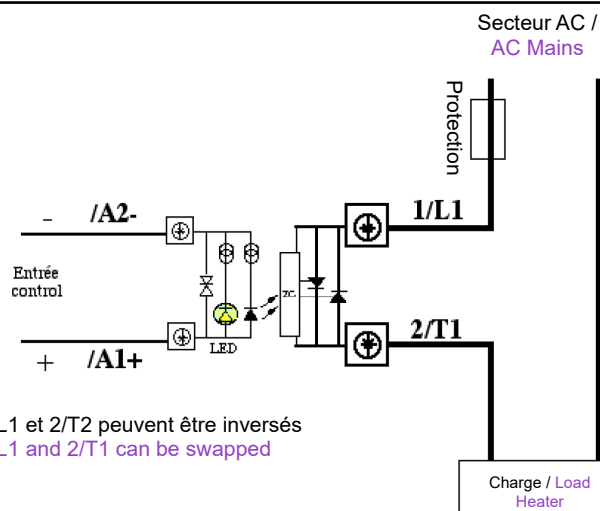 Secteur AC /
AC Mains
Protection
1/L1
– /A2-
Entrée
control
ZC
LED
2/T1
+ /A1+
L1 et 2/T2 peuvent être inversés
L1 and 2/T1 can be swapped
Charge / Load
Heater